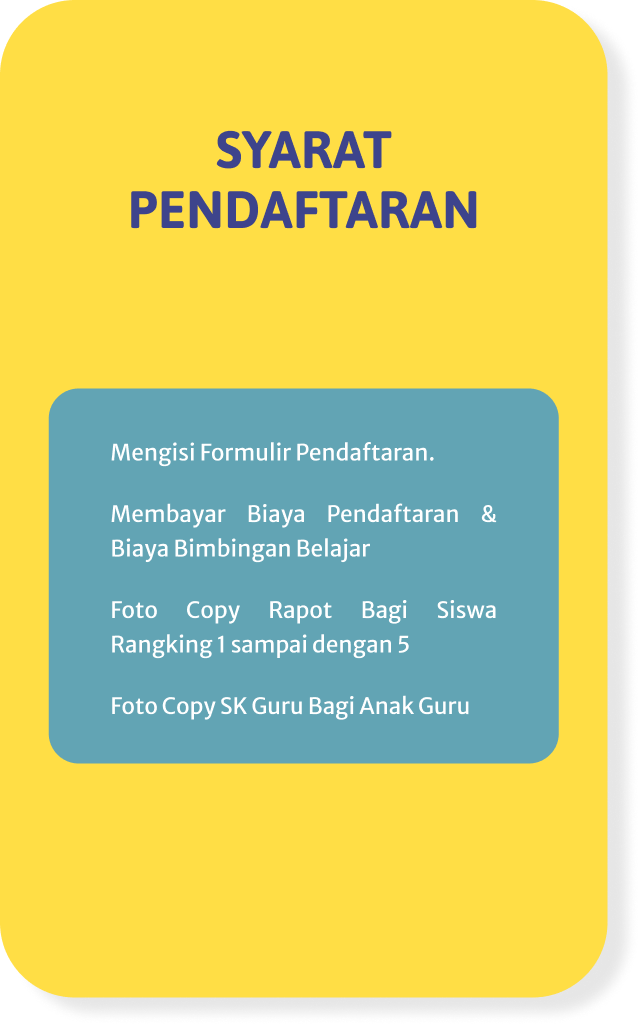 SYARAT
PENDAFTARAN
Mengisi Formulir Pendaftaran.
Membayar Biaya Pendaftaran &
Biaya Bimbingan Belajar
Foto Copy Rapot Bagi Siswa
Rangking 1 sampai dengan 5
Foto Copy SK Guru Bagi Anak Guru